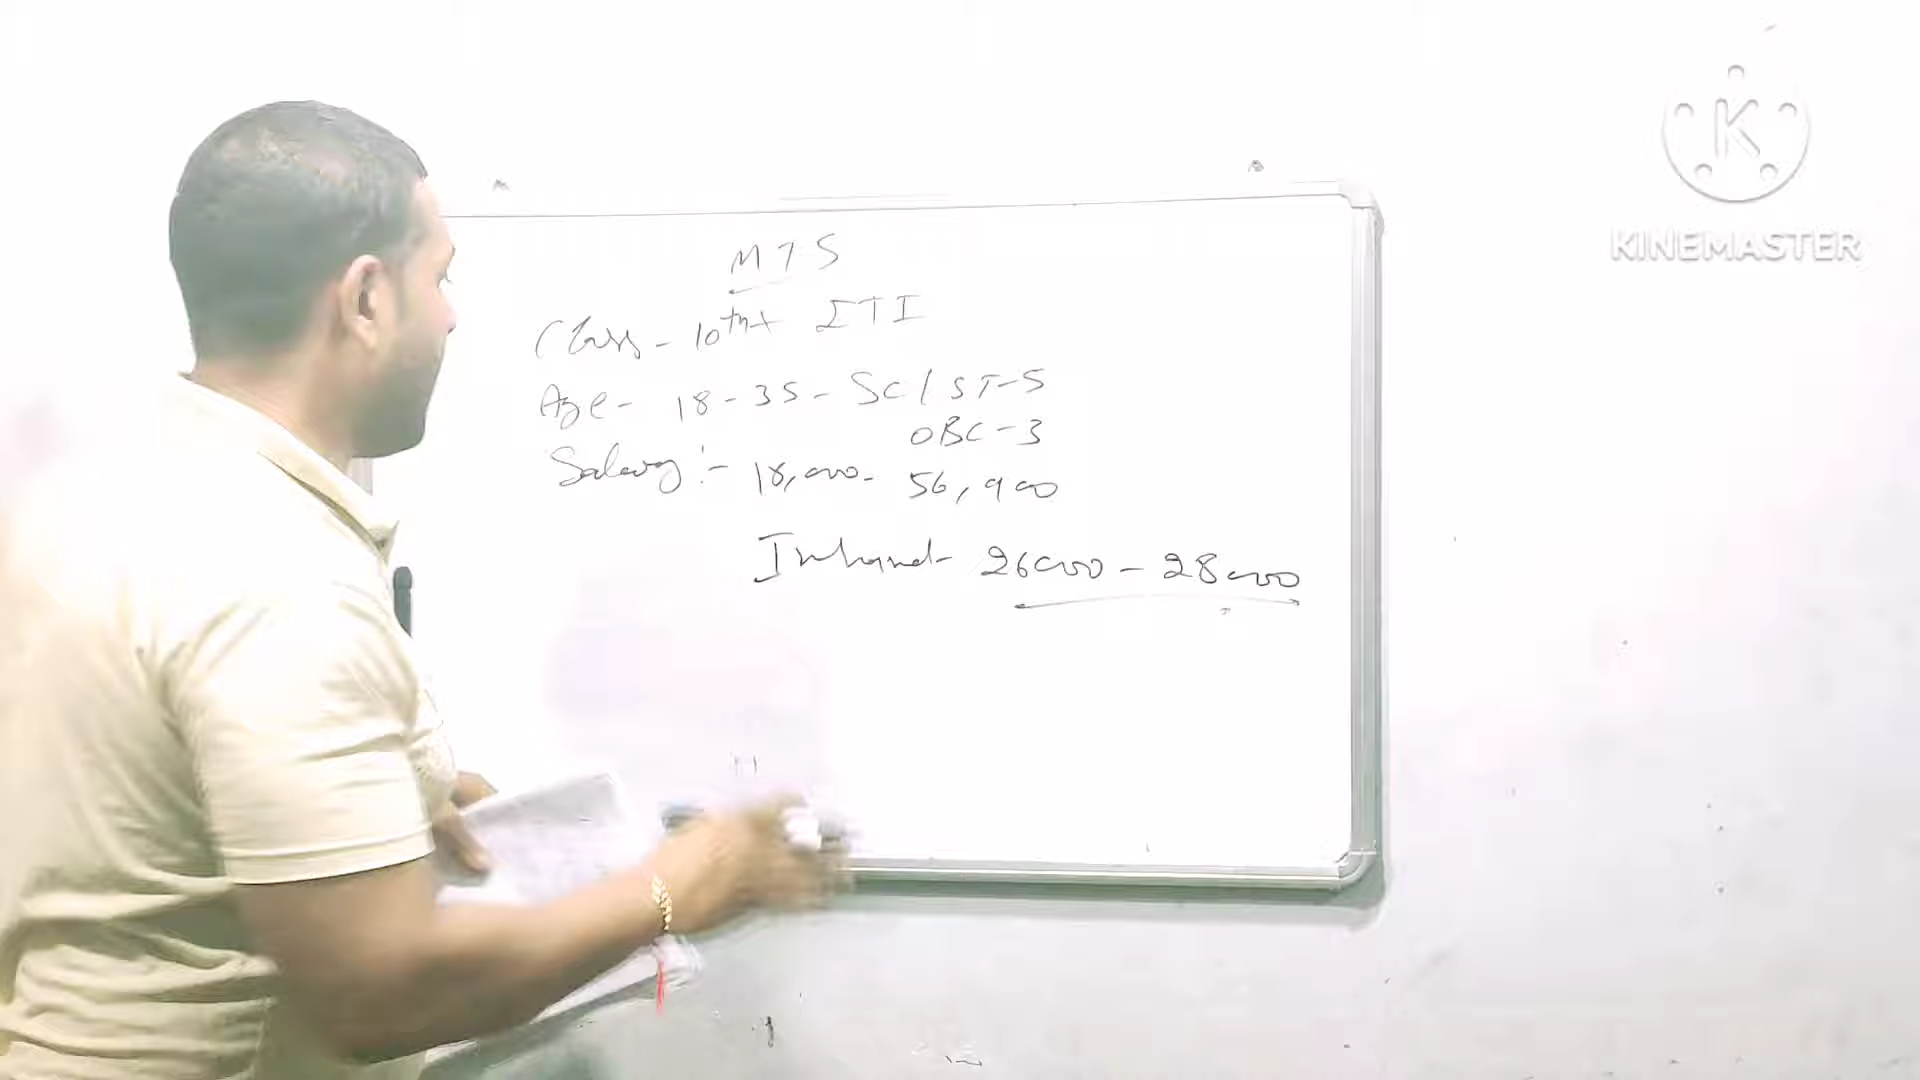 MTS
Class - 10th + ITI
Age - 18 - 35 - SC / ST - 5
OBC - 3
Salary :- 18,000 - 56,900
Inhand - 26000 - 28000
K
KINEMASTER